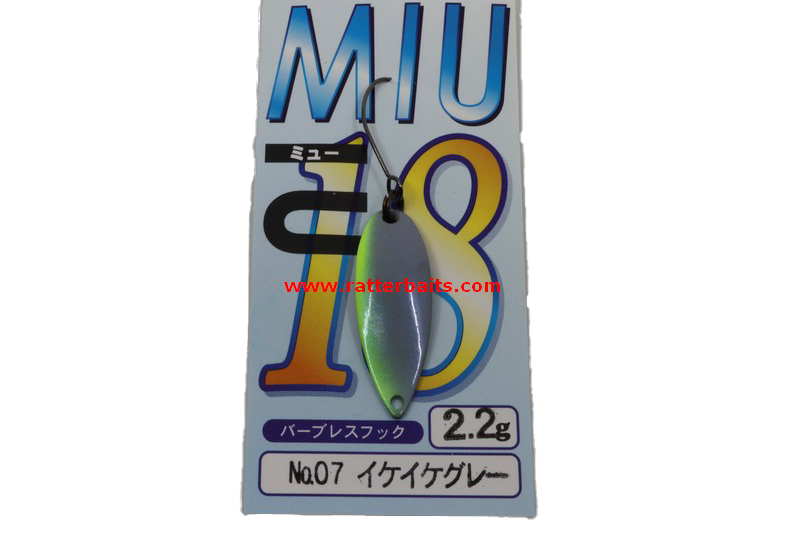 MIU
ミュー
18
www.ratterbaits.com
バーブレスフック
2.2g
No.07 イケイケグレー